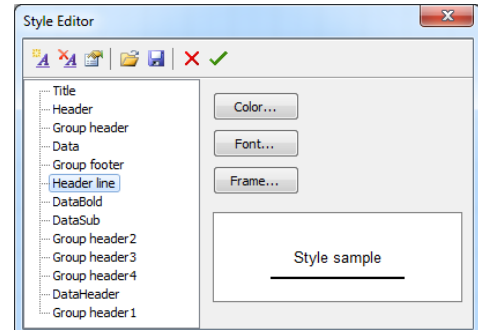 Style Editor
Title
Header
Group header
Data
Group footer
Header line
DataBold
DataSub
Group header2
Group header3
Group header4
DataHeader
Group header1
Color...
Font...
Frame...
Style sample